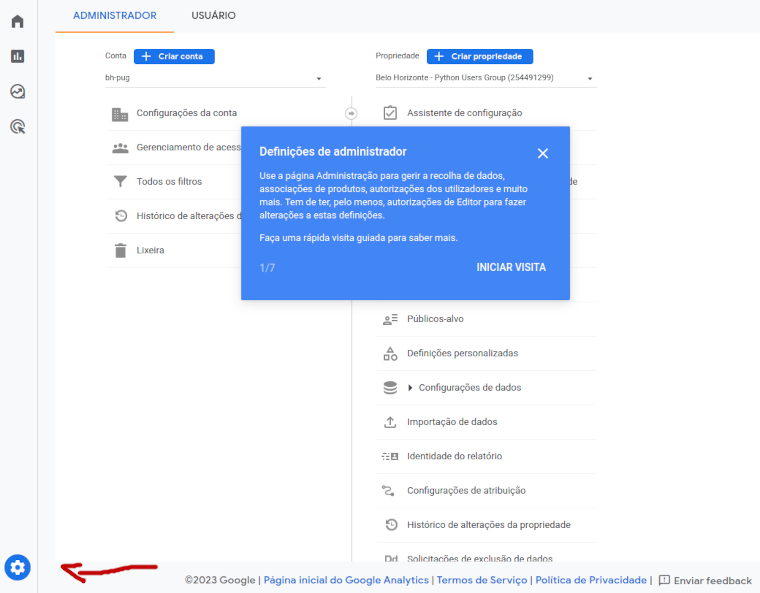 ADMINISTRADOR USUÁRIO
Conta Criar conta
bh-pug
Configurações da conta
Gerenciamento de acess
Todos os filtros
Histórico de alterações d
Lixeira
Propriedade Criar propriedade
Belo Horizonte - Python Users Group (254491299)
Assistente de configuração
de
Definições de administrador
Use a página Administração para gerir a recolha de dados,
associações de produtos, autorizações dos utilizadores e muito
mais. Tem de ter, pelo menos, autorizações de Editor para fazer
alterações a estas definições.
Faça uma rápida visita guiada para saber mais.
1/7 INICIAR VISITA
Públicos-alvo
Definições personalizadas
Configurações de dados
Importação de dados
Identidade do relatório
Configurações de atribuição
Histórico de alterações da propriedade
Dd Solicitações de exclusão de dados
©2023 Google | Página inicial do Google Analytics | Termos de Serviço | Política de Privacidade | Enviar feedback